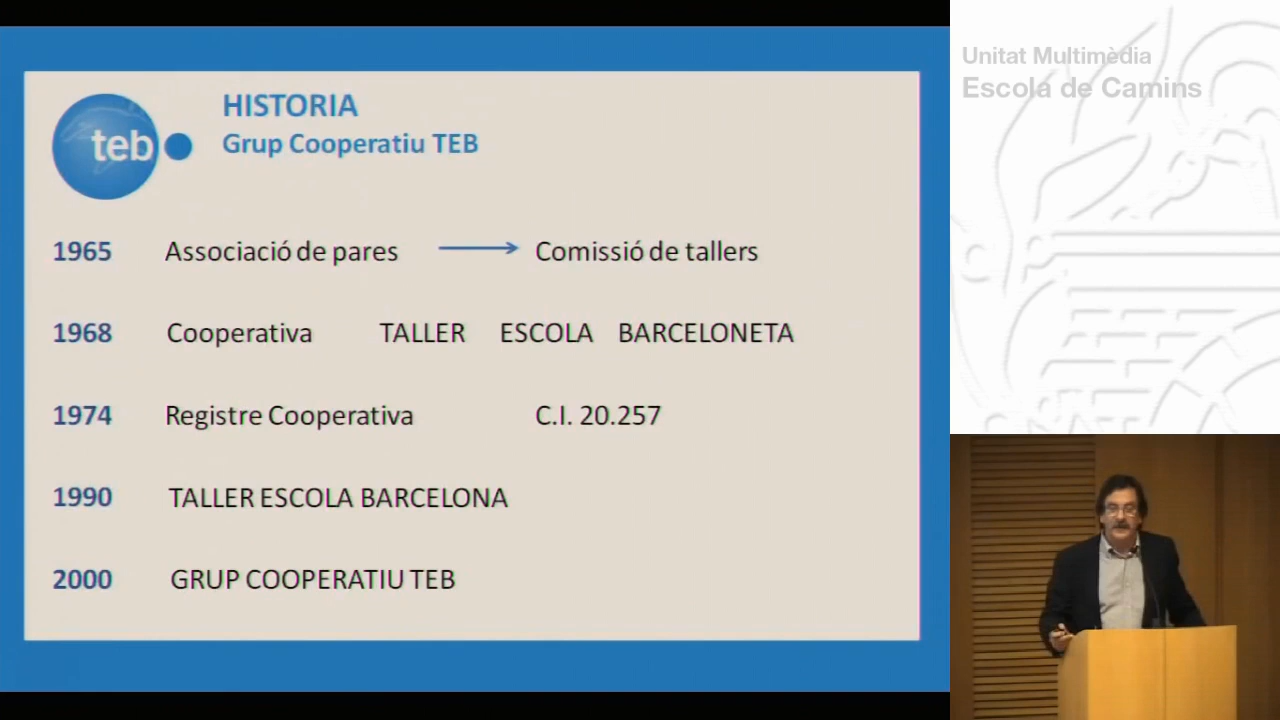 teb
HISTORIA
Grup Cooperatiu TEB
1965 Associació de pares Comissió de tallers
1968 Cooperativa TALLER ESCOLA BARCELONETA
1974 Registre Cooperativa C.I. 20.257
1990 TALLER ESCOLA BARCELONA
2000 GRUP COOPERATIU TEB
Unitat Multimèdia
Escola de Camins